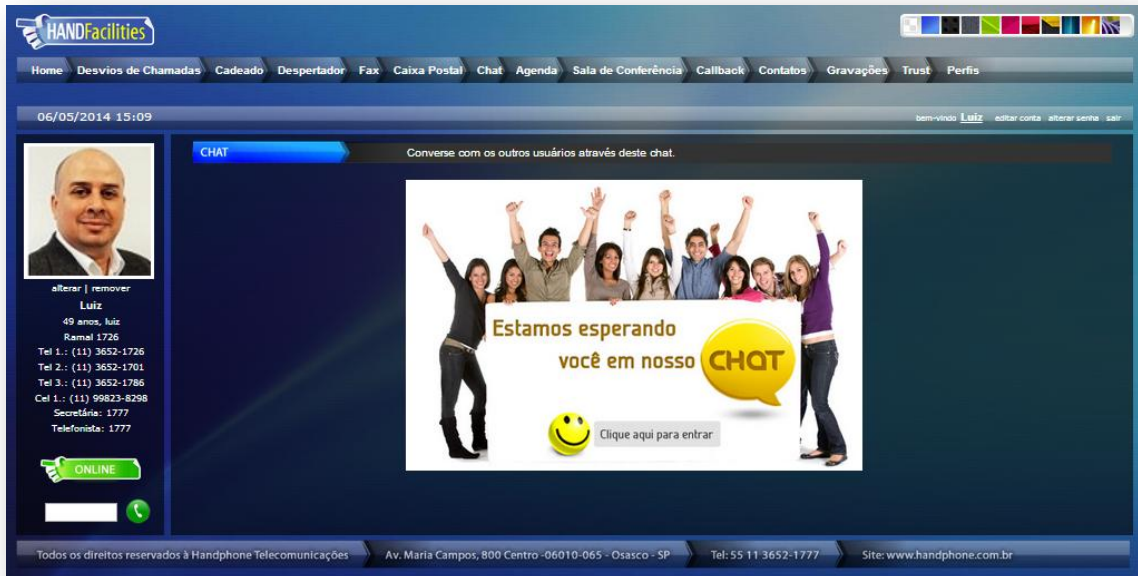 HANDFacilities
Home Desvios de Chamadas Cadeado Despertador Fax Caixa Postal Chat Agenda Sala de Conferência Callback Contatos Gravações Trust Perfis
06/05/2014 15:09
bem-vindo Luiz editar conta alterar senha sair
CHAT
Converse com os outros usuários através deste chat.
alterar | remover
Luiz
49 anos, luiz
Ramal 1726
Tel 1.: (11) 3652-1726
Tel 2.: (11) 3652-1701
Tel 3.: (11) 3652-1786
Cel 1.: (11) 99823-8298
Secretária: 1777
Telefonista: 1777
ONLINE
Estamos esperando
você em nosso CHAT
Clique aqui para entrar
Todos os direitos reservados à Handphone Telecomunicações Av. Maria Campos, 800 Centro -06010-065 - Osasco - SP Tel: 55 11 3652-1777 Site: www.handphone.com.br